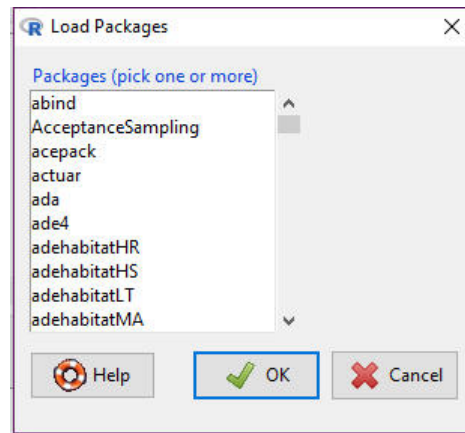 Load Packages
Packages (pick one or more)
abind
AcceptanceSampling
acepack
actuar
ada
ade4
adehabitatHR
adehabitatHS
adehabitatLT
adehabitatMA
Help
OK
Cancel